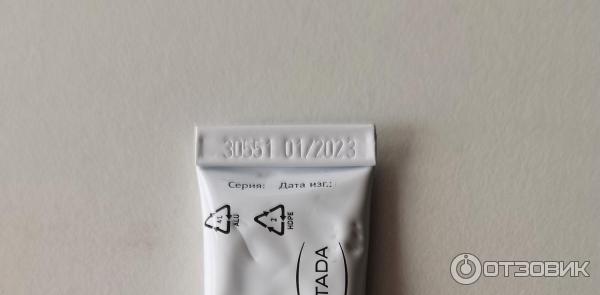 30551 01/2023
Серия: Дата изг.:
41
ALU
2
HDPE
TADA
ОТЗОВИК